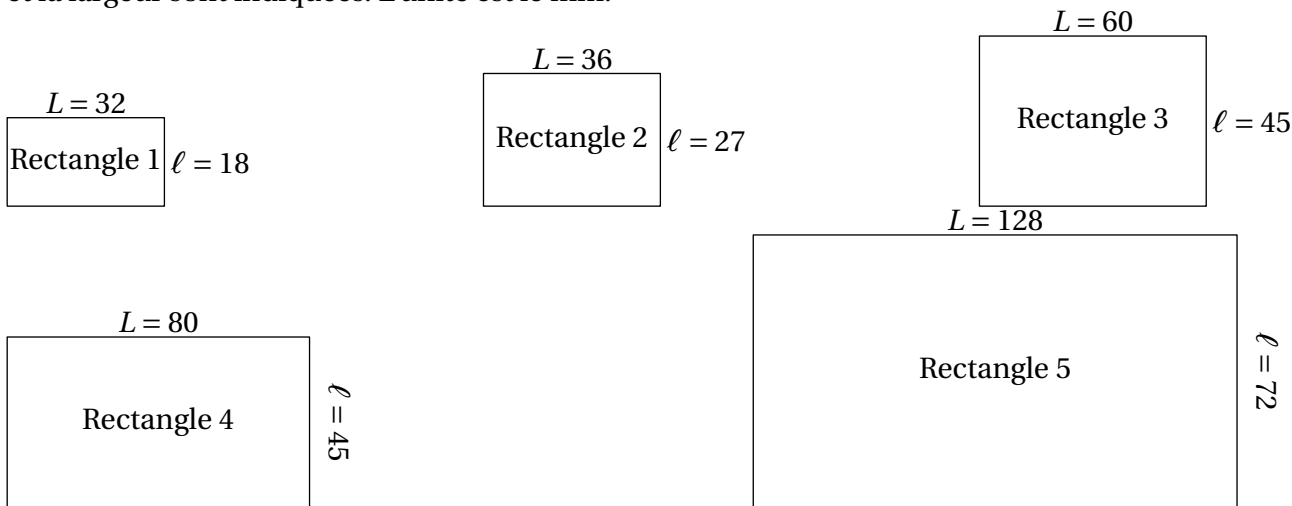 et la largeur sont indiquées. L'unité est le mm.
L = 32
Rectangle 1
ℓ = 18
L = 36
Rectangle 2
ℓ = 27
L = 60
Rectangle 3
ℓ = 45
L = 80
Rectangle 4
ℓ = 45
L = 128
Rectangle 5
ℓ = 72